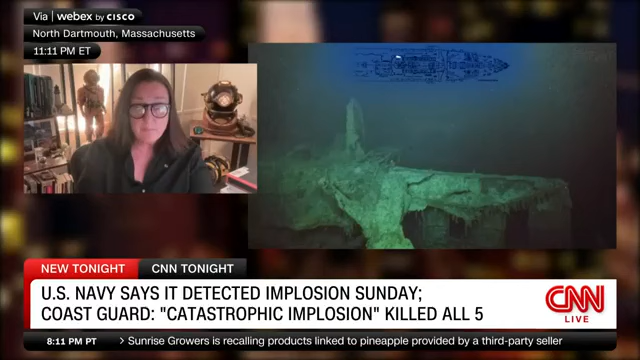 Via | webex by CISCO
North Dartmouth, Massachusetts
11:11 PM ET
NEW TONIGHT
CNN TONIGHT
U.S. NAVY SAYS IT DETECTED IMPLOSION SUNDAY;
COAST GUARD: "CATASTROPHIC IMPLOSION" KILLED ALL 5
CNN
LIVE
8:11 PM PT
Sunrise Growers is recalling products linked to pineapple provided by a third-party seller